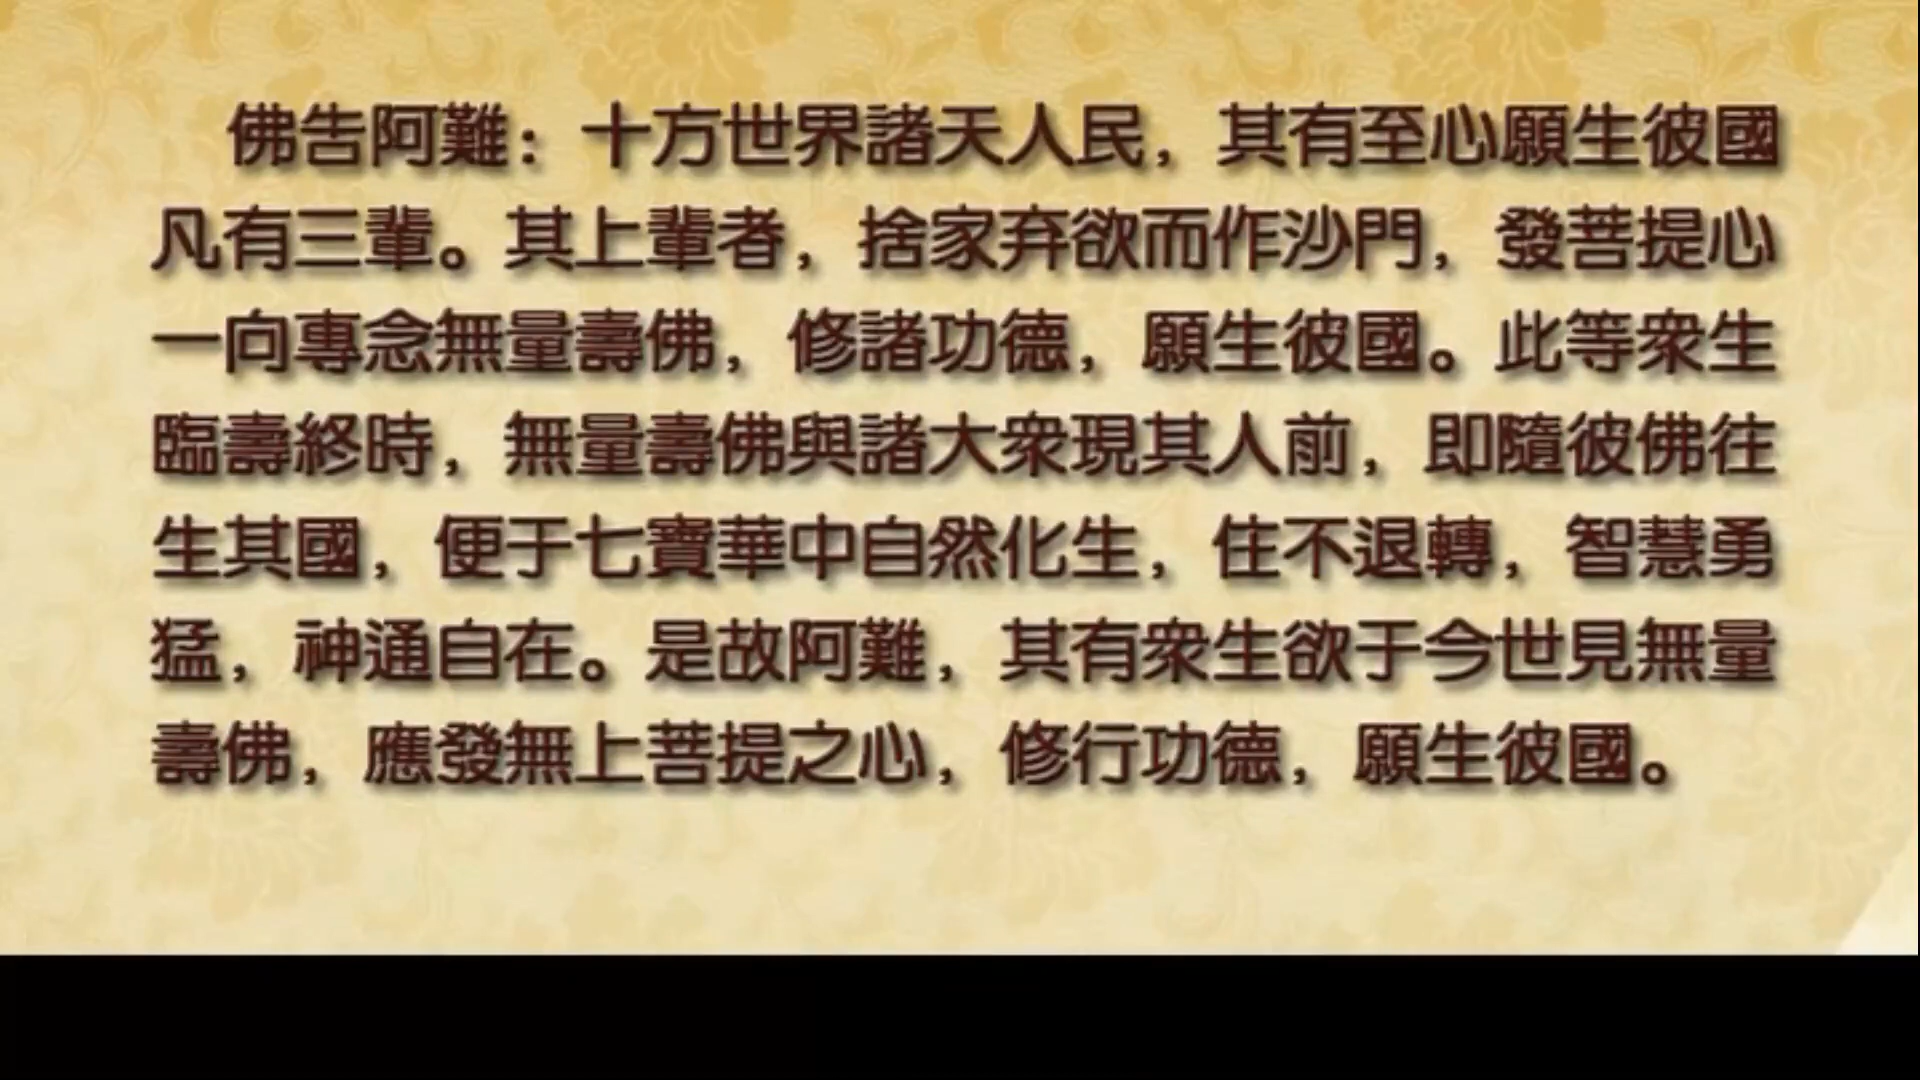 佛告阿難：十方世界諸天人民，其有至心願生彼國
凡有三輩。其上輩者，捨家弃欲而作沙門，發菩提心
一向專念無量壽佛，修諸功德，願生彼國。此等衆生
臨壽終時，無量壽佛與諸大衆現其人前，即隨彼佛往
生其國，便于七寶華中自然化生，住不退轉，智慧勇
猛，神通自在。是故阿難，其有衆生欲于今世見無量
壽佛，應發無上菩提之心，修行功德，願生彼國。